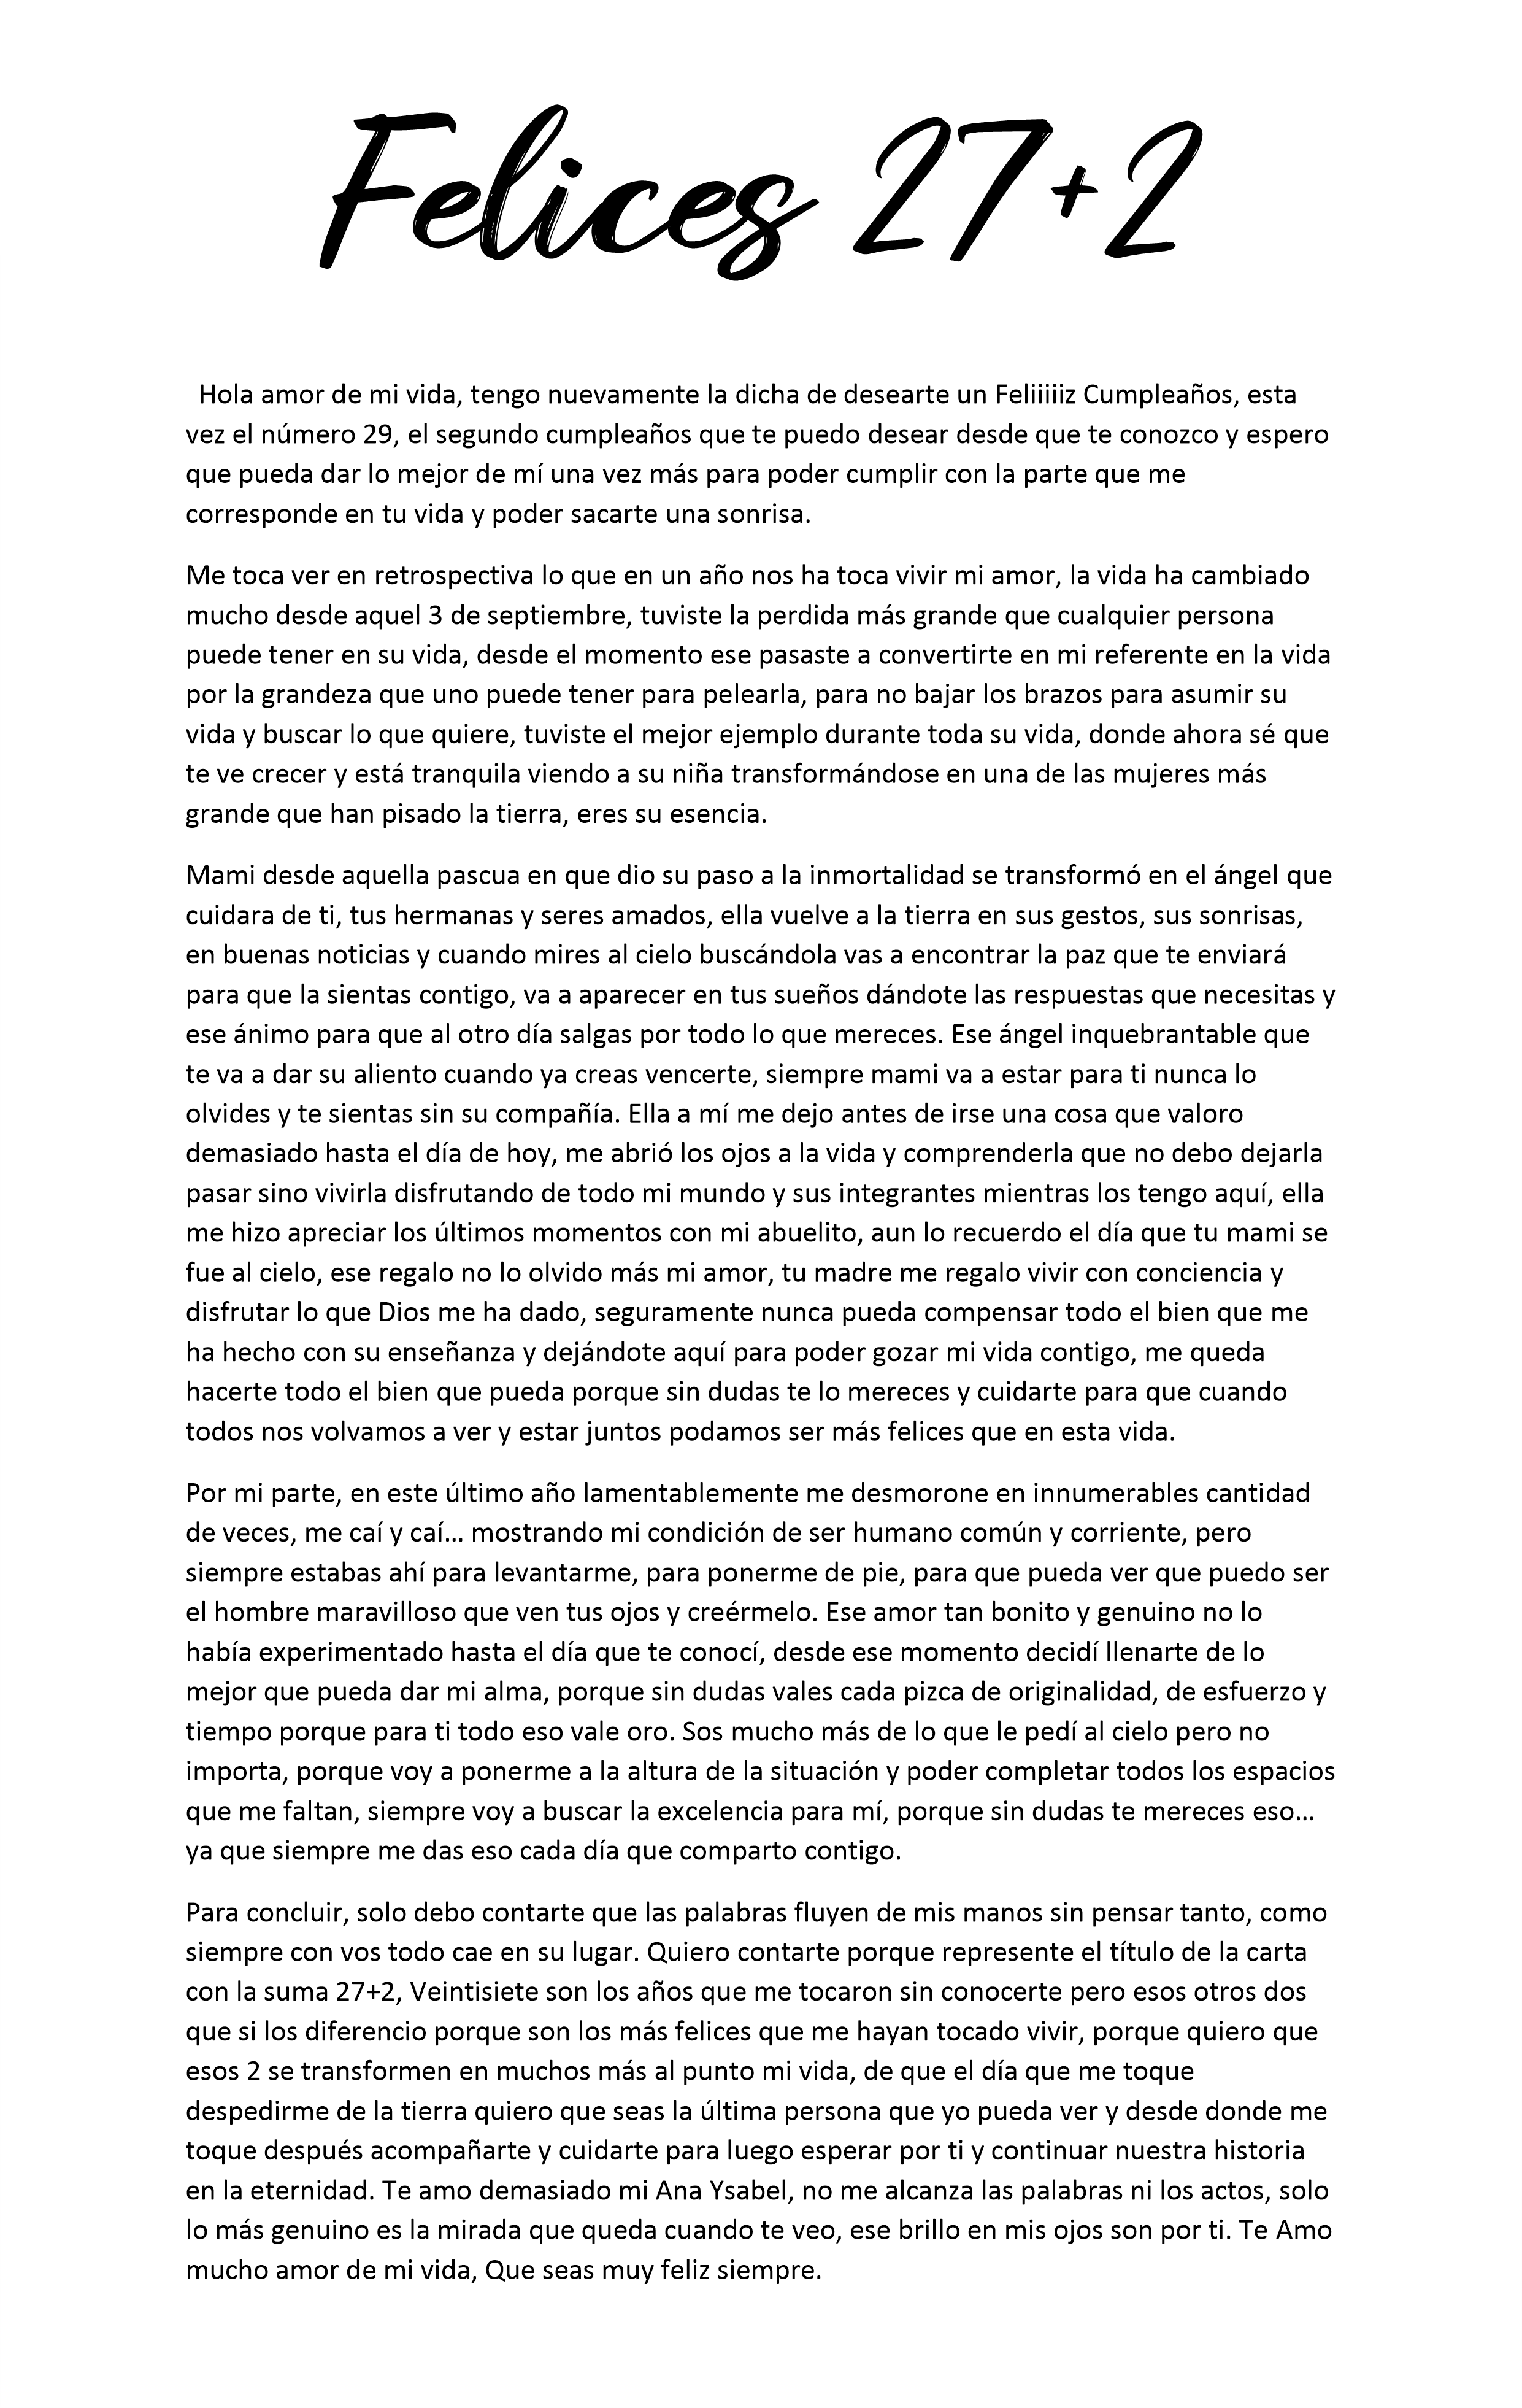 Felices 27+2
Hola amor de mi vida, tengo nuevamente la dicha de desearte un Feliiiiiiz Cumpleaños, esta
vez el número 29, el segundo cumpleaños que te puedo desear desde que te conozco y espero
que pueda dar lo mejor de mí una vez más para poder cumplir con la parte que me
corresponde en tu vida y poder sacarte una sonrisa.
Me toca ver en retrospectiva lo que en un año nos ha toca vivir mi amor, la vida ha cambiado
mucho desde aquel 3 de septiembre, tuviste la perdida más grande que cualquier persona
puede tener en su vida, desde el momento ese pasaste a convertirte en mi referente en la vida
por la grandeza que uno puede tener para pelearla, para no bajar los brazos para asumir su
vida y buscar lo que quiere, tuviste el mejor ejemplo durante toda su vida, donde ahora sé que
te ve crecer y está tranquila viendo a su niña transformándose en una de las mujeres más
grande que han pisado la tierra, eres su esencia.
Mami desde aquella pascua en que dio su paso a la inmortalidad se transformó en el ángel que
cuidara de ti, tus hermanas y seres amados, ella vuelve a la tierra en sus gestos, sus sonrisas,
en buenas noticias y cuando mires al cielo buscándola vas a encontrar la paz que te enviará
para que la sientas contigo, va a aparecer en tus sueños dándote las respuestas que necesitas y
ese ánimo para que al otro día salgas por todo lo que mereces. Ese ángel inquebrantable que
te va a dar su aliento cuando ya creas vencerte, siempre mami va a estar para ti nunca lo
olvides y te sientas sin su compañía. Ella a mí me dejo antes de irse una cosa que valoro
demasiado hasta el día de hoy, me abrió los ojos a la vida y comprenderla que no debo dejarla
pasar sino vivirla disfrutando de todo mi mundo y sus integrantes mientras los tengo aquí, ella
me hizo apreciar los últimos momentos con mi abuelito, aun lo recuerdo el día que tu mami se
fue al cielo, ese regalo no lo olvido más mi amor, tu madre me regalo vivir con conciencia y
disfrutar lo que Dios me ha dado, seguramente nunca pueda compensar todo el bien que me
ha hecho con su enseñanza y dejándote aquí para poder gozar mi vida contigo, me queda
hacerte todo el bien que pueda porque sin dudas te lo mereces y cuidarte para que cuando
todos nos volvamos a ver y estar juntos podamos ser más felices que en esta vida.
Por mi parte, en este último año lamentablemente me desmorone en innumerables cantidad
de veces, me caí y caí… mostrando mi condición de ser humano común y corriente, pero
siempre estabas ahí para levantarme, para ponerme de pie, para que pueda ver que puedo ser
el hombre maravilloso que ven tus ojos y creérmelo. Ese amor tan bonito y genuino no lo
había experimentado hasta el día que te conocí, desde ese momento decidí llenarte de lo
mejor que pueda dar mi alma, porque sin dudas vales cada pizca de originalidad, de esfuerzo y
tiempo porque para ti todo eso vale oro. Sos mucho más de lo que le pedí al cielo pero no
importa, porque voy a ponerme a la altura de la situación y poder completar todos los espacios
que me faltan, siempre voy a buscar la excelencia para mí, porque sin dudas te mereces eso…
ya que siempre me das eso cada día que comparto contigo.
Para concluir, solo debo contarte que las palabras fluyen de mis manos sin pensar tanto, como
siempre con vos todo cae en su lugar. Quiero contarte porque represente el título de la carta
con la suma 27+2, Veintisiete son los años que me tocaron sin conocerte pero esos otros dos
que si los diferencio porque son los más felices que me hayan tocado vivir, porque quiero que
esos 2 se transformen en muchos más al punto mi vida, de que el día que me toque
despedirme de la tierra quiero que seas la última persona que yo pueda ver y desde donde me
toque después acompañarte y cuidarte para luego esperar por ti y continuar nuestra historia
en la eternidad. Te amo demasiado mi Ana Ysabel, no me alcanza las palabras ni los actos, solo
lo más genuino es la mirada que queda cuando te veo, ese brillo en mis ojos son por ti. Te Amo
mucho amor de mi vida, Que seas muy feliz siempre.